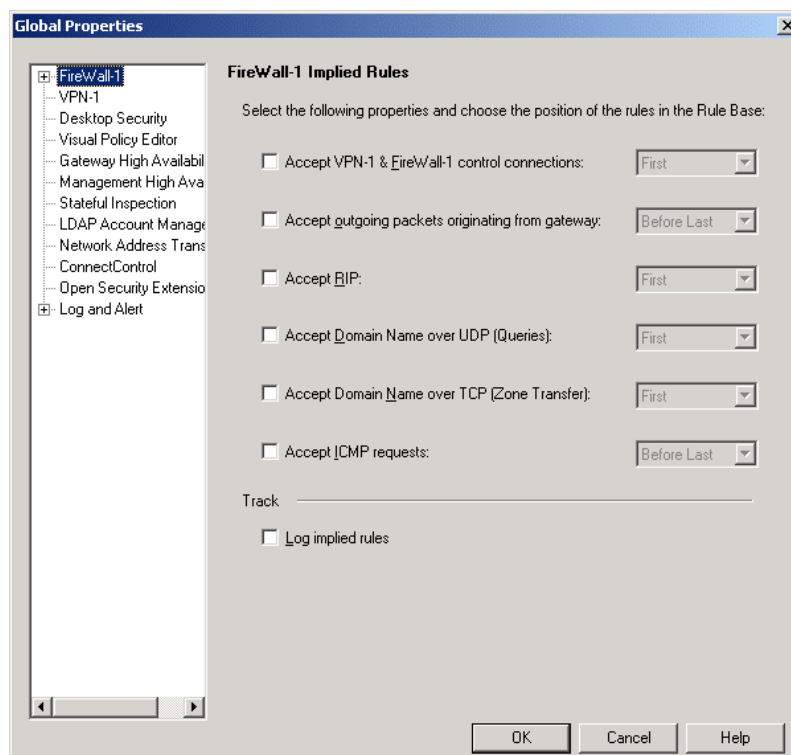 Global Properties
FireWall-1
VPN-1
Desktop Security
Visual Policy Editor
Gateway High Availabil
Management High Ava
Stateful Inspection
LDAP Account Manage
Network Address Trans
ConnectControl
Open Security Extensio
Log and Alert
FireWall-1 Implied Rules
Select the following properties and choose the position of the rules in the Rule Base:
Accept VPN-1 & FireWall-1 control connections: First
Accept outgoing packets originating from gateway: Before Last
Accept RIP: First
Accept Domain Name over UDP (Queries): First
Accept Domain Name over TCP (Zone Transfer): First
Accept ICMP requests: Before Last
Track
Log implied rules
OK Cancel Help